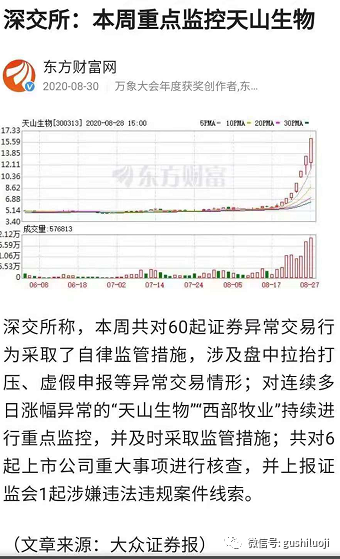 深交所：本周重点监控天山生物
东方财富网
2020-08-30 万象大会年度获奖创作者,东...
天山生物[300313] 2020-08-28 15:00 5PMA 10PMA 20PMA 30PMA
17.33
15.59
13.85
12.11
10.36
8.62
6.88
5.14
3.40
东方财富
成交量: 576813
2.12万
5.59万
1.06万
6.53万
0
06-08 06-18 07-02 07-14 07-24 08-05 08-17 08-27
深交所称，本周共对60起证券异常交易行
为采取了自律监管措施，涉及盘中拉抬打
压、虚假申报等异常交易情形；对连续多
日涨幅异常的“天山生物”“西部牧业”持续进
行重点监控，并及时采取监管措施；共对6
起上市公司重大事项进行核查，并上报证
监会1起涉嫌违法违规案件线索。
（文章来源：大众证券报）
微信号: gushiluoji